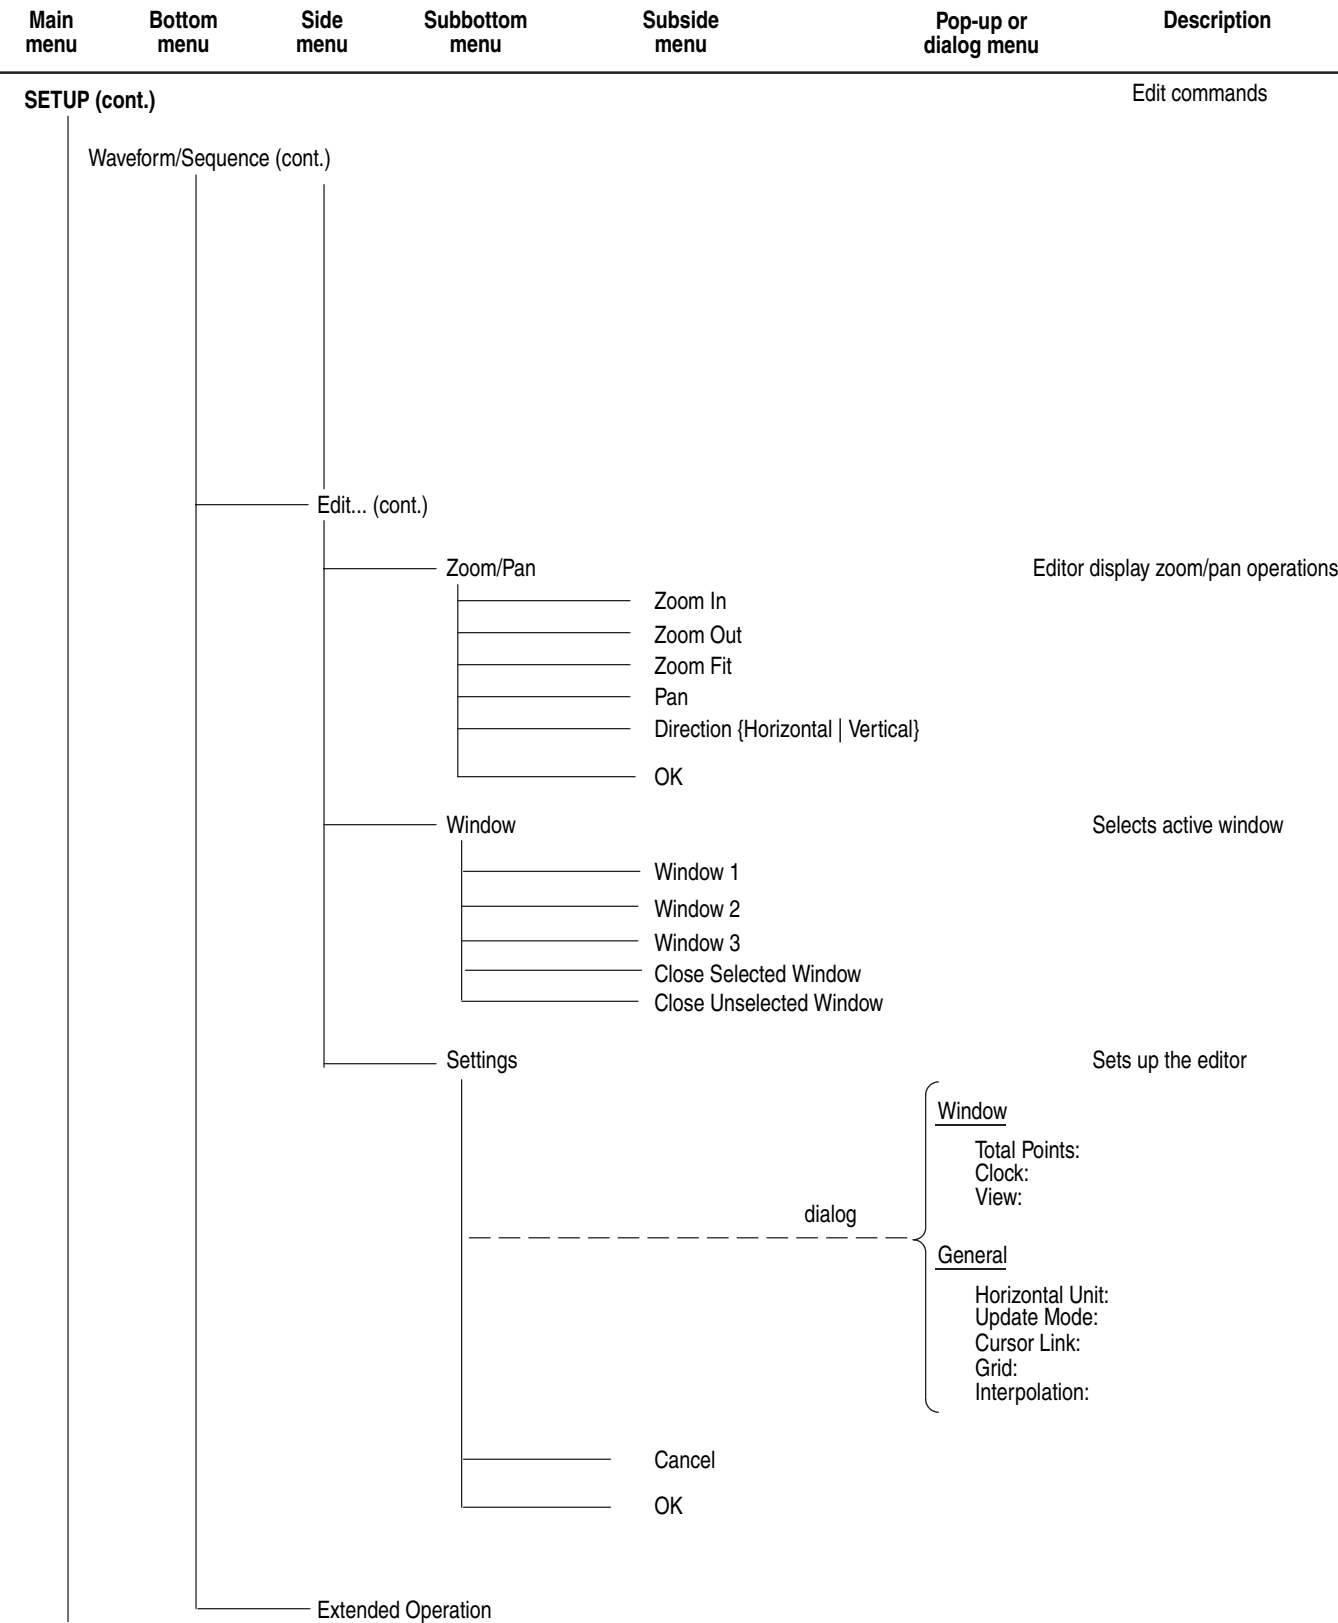 Main menu
Bottom menu
Side menu
Subbottom menu
Subside menu
Pop-up or dialog menu
Description
SETUP (cont.)
Edit commands
Waveform/Sequence (cont.)
Edit... (cont.)
Zoom/Pan
Editor display zoom/pan operations
Zoom In
Zoom Out
Zoom Fit
Pan
Direction {Horizontal | Vertical}
OK
Window
Selects active window
Window 1
Window 2
Window 3
Close Selected Window
Close Unselected Window
Settings
Sets up the editor
Window
Total Points:
Clock:
View:
dialog
General
Horizontal Unit:
Update Mode:
Cursor Link:
Grid:
Interpolation:
Cancel
OK
Extended Operation